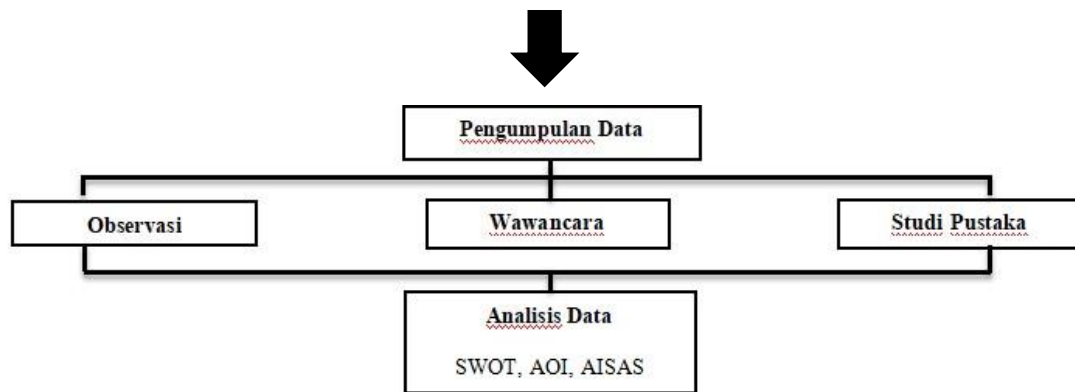 Pengumpulan Data
Observasi
Wawancara
Studi Pustaka
Analisis Data
SWOT, AOI, AISAS